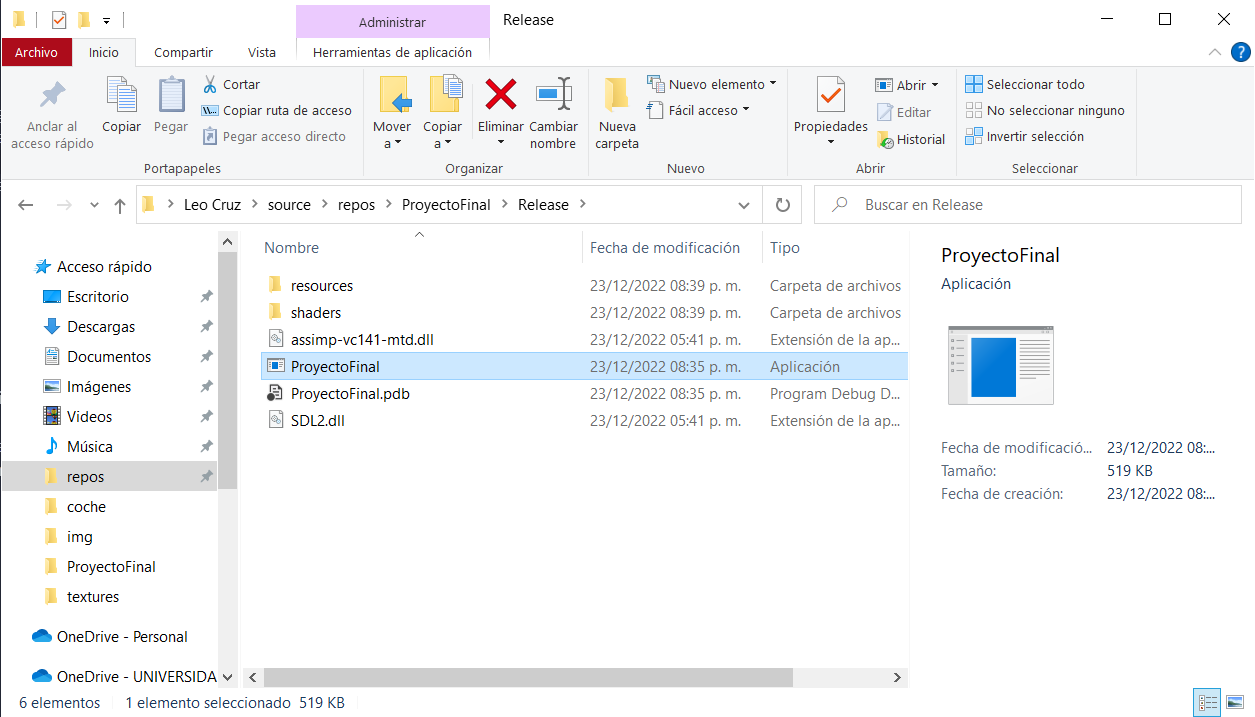 Administrar
Release
Archivo
Inicio
Compartir
Vista
Herramientas de aplicación
?
Anclar al
acceso rápido
Copiar
Pegar
Cortar
Copiar ruta de acceso
Pegar acceso directo
Portapapeles
Mover
a
Copiar
a
Eliminar
Cambiar
nombre
Organizar
Nueva
carpeta
Nuevo elemento
Fácil acceso
Nuevo
Propiedades
Abrir
Editar
Historial
Abrir
Seleccionar todo
No seleccionar ninguno
Invertir selección
Seleccionar
Leo Cruz
source
repos
ProyectoFinal
Release
Buscar en Release
Acceso rápido
Escritorio
Descargas
Documentos
Imágenes
Videos
Música
repos
coche
img
ProyectoFinal
textures
OneDrive - Personal
OneDrive - UNIVERSIDA
Nombre Fecha de modificación Tipo
resources 23/12/2022 08:39 p. m. Carpeta de archivos
shaders 23/12/2022 08:39 p. m. Carpeta de archivos
assimp-vc141-mtd.dll 23/12/2022 05:41 p. m. Extensión de la ap...
ProyectoFinal 23/12/2022 08:35 p. m. Aplicación
ProyectoFinal.pdb 23/12/2022 08:35 p. m. Program Debug D...
SDL2.dll 23/12/2022 05:41 p. m. Extensión de la ap...
ProyectoFinal
Aplicación
Fecha de modificació... 23/12/2022 08:...
Tamaño: 519 KB
Fecha de creación: 23/12/2022 08:...
6 elementos 1 elemento seleccionado 519 KB